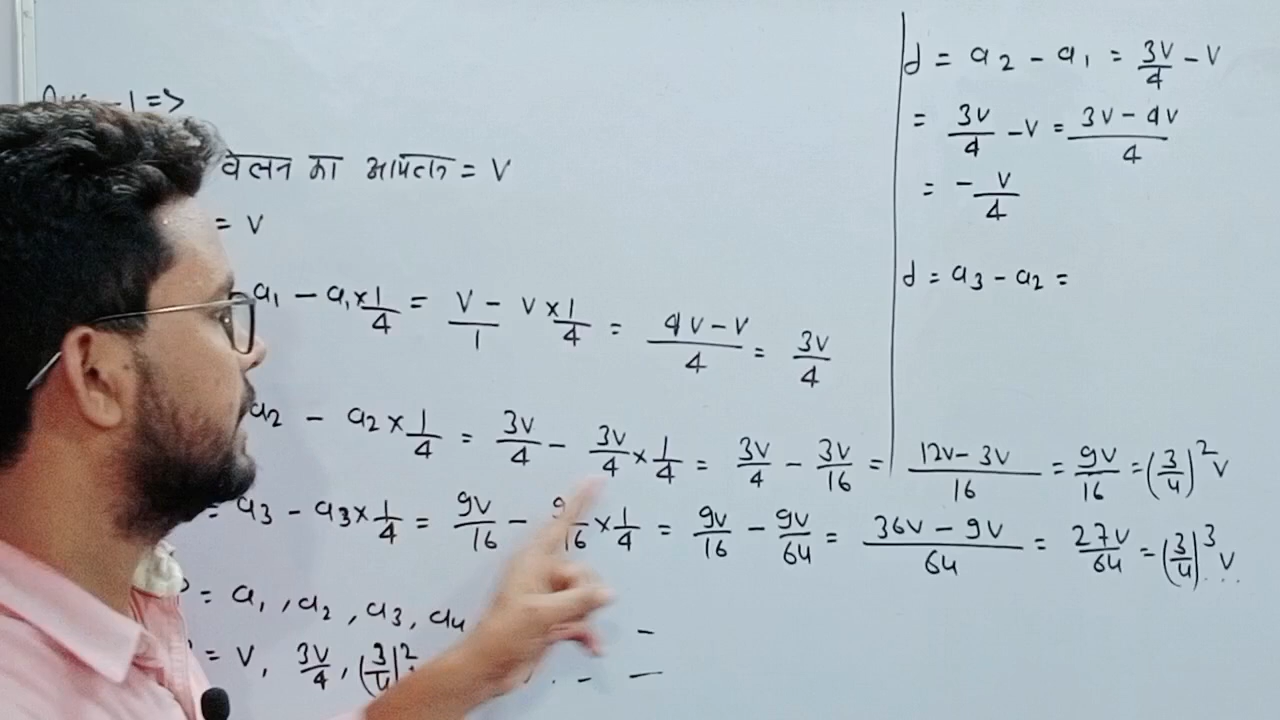 -1 =>
वेलन का आयतन = V
= V
a₁ - a₁ × 1/4 = V/1 - V × 1/4 = 4V - V/4 = 3V/4
a₂ - a₂ × 1/4 = 3V/4 - 3V/4 × 1/4 = 3V/4 - 3V/16 = 12V - 3V/16 = 9V/16 = (3/4)²V
= a₃ - a₃ × 1/4 = 9V/16 - 9/16 × 1/4 = 9V/16 - 9V/64 = 36V - 9V/64 = 27V/64 = (3/4)³V ...
= a₁, a₂, a₃, a₄ -
= V, 3V/4, (3/4)² . - -
d = a₂ - a₁ = 3V/4 - V
= 3V/4 - V = 3V - 4V/4
= - V/4
d = a₃ - a₂ =